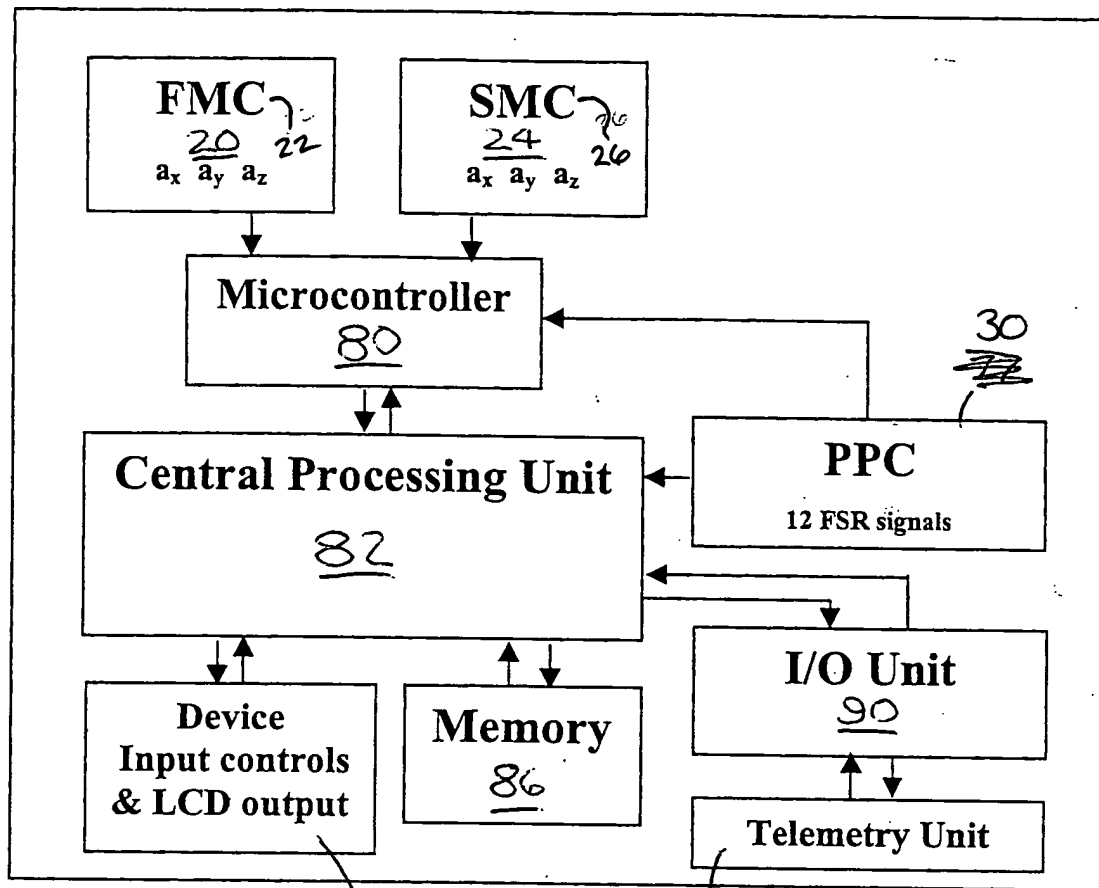 FMC
20
22
a_x a_y a_z
SMC
24
26
a_x a_y a_z
Microcontroller
80
30
Central Processing Unit
82
PPC
12 FSR signals
I/O Unit
90
Device
Input controls
& LCD output
Memory
86
Telemetry Unit